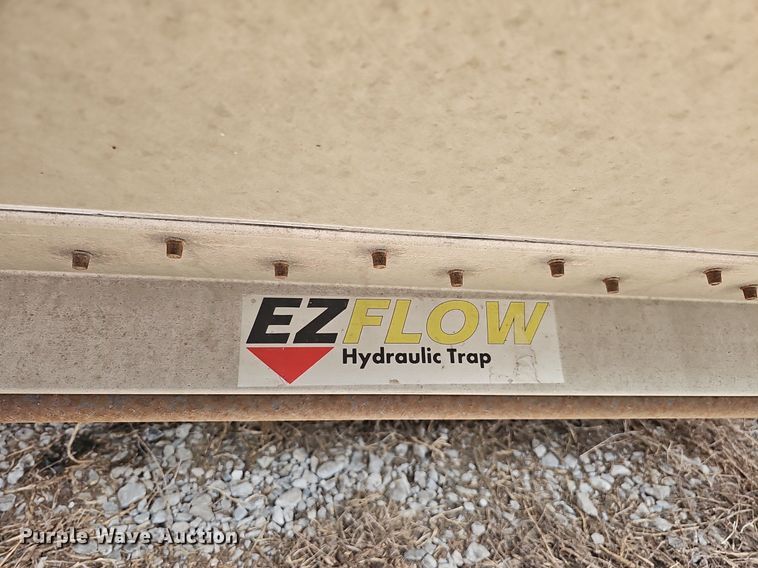 EZFLOW
Hydraulic Trap
Purple Wave Auction